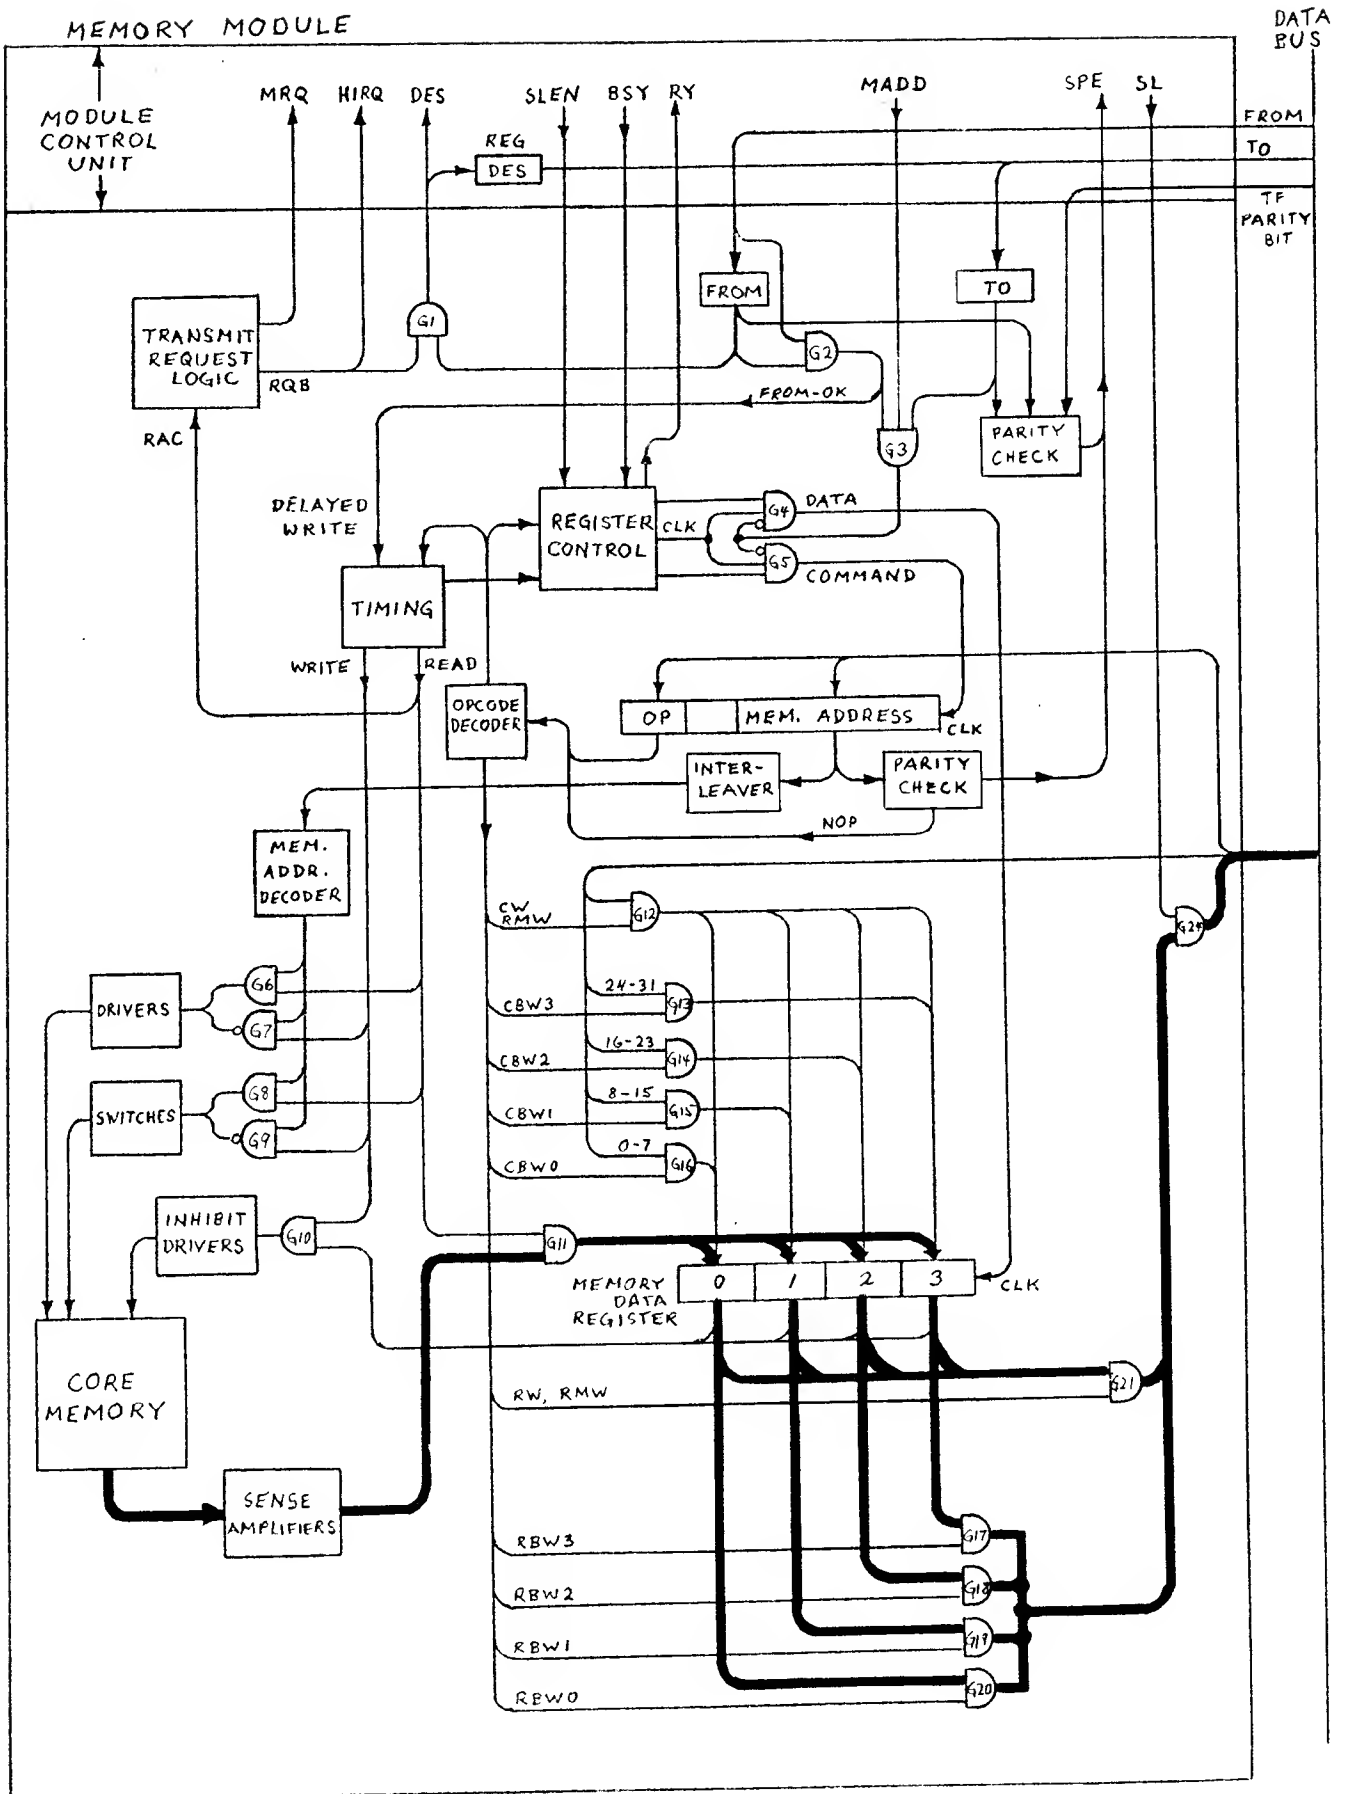 MEMORY MODULE
DATA
BUS
MODULE
CONTROL
UNIT
MRQ
HIRQ
DES
SLEN
BSY
RY
MADD
SPE
SL
FROM
TO
TF
PARITY
BIT
REG
DES
FROM
TO
TRANSMIT
REQUEST
LOGIC
RQB
G1
G2
FROM-OK
RAC
G3
PARITY
CHECK
DELAYED
WRITE
REGISTER
CONTROL
CLK
G4
DATA
G5
COMMAND
TIMING
WRITE
READ
OPCODE
DECODER
OP
MEM. ADDRESS
CLK
INTER-
LEAVER
PARITY
CHECK
NOP
MEM.
ADDR.
DECODER
CW
RMW
G12
G24
DRIVERS
G6
G7
24-31
CBW3
G13
16-23
CBW2
G14
SWITCHES
G8
G9
8-15
CBW1
G15
0-7
CBW0
G16
INHIBIT
DRIVERS
G10
G11
MEMORY
DATA
REGISTER
0
1
2
3
CLK
CORE
MEMORY
RW, RMW
G21
SENSE
AMPLIFIERS
RBW3
G17
RBW2
G18
RBW1
G19
RBW0
G20